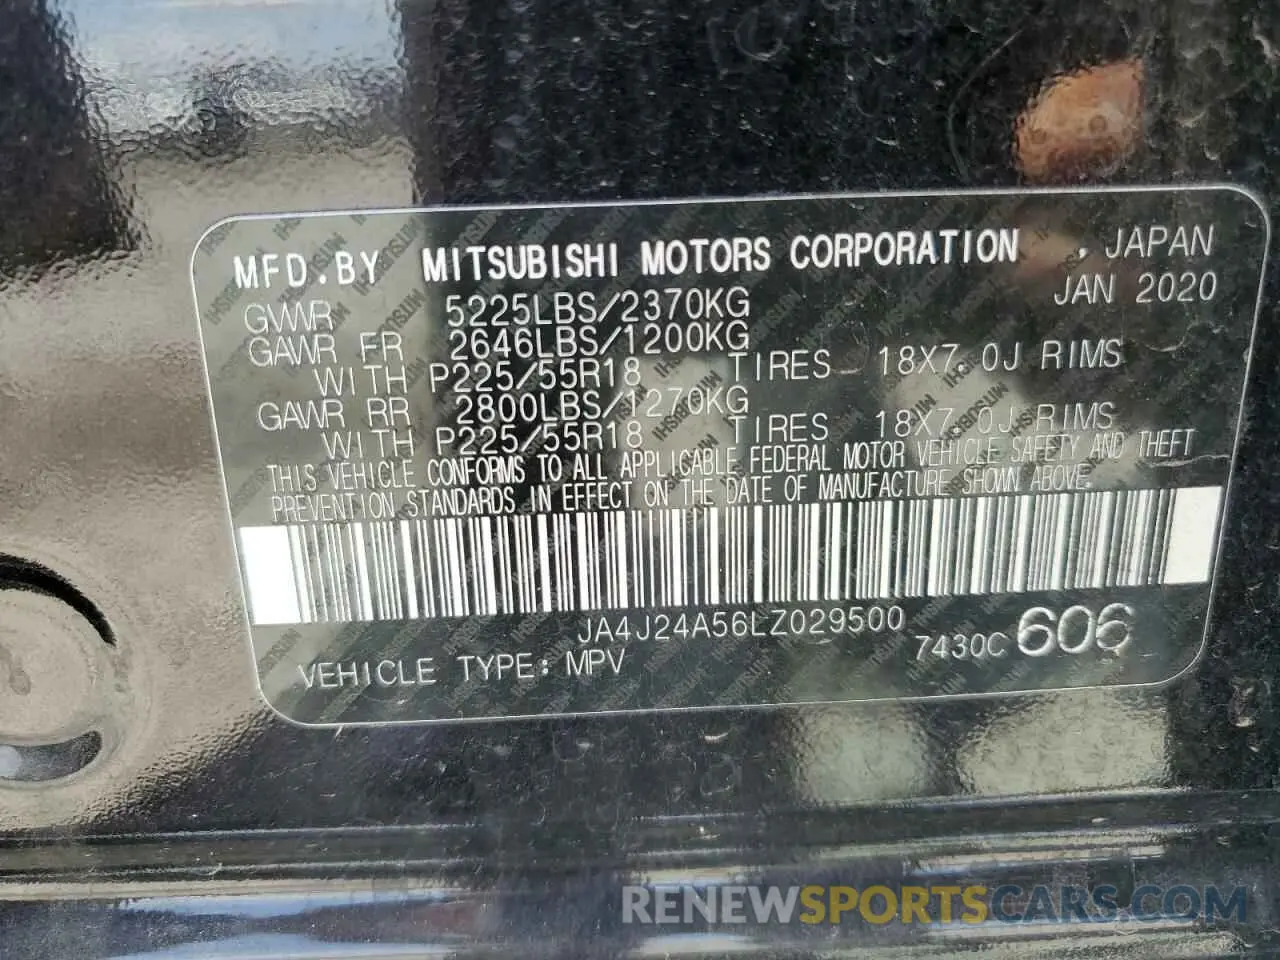 MFD.BY MITSUBISHI MOTORS CORPORATION , JAPAN
JAN 2020
GVWR 5225LBS/2370KG
GAWR FR 2646LBS/1200KG
WITH P225/55R18 TIRES 18X7.0J RIMS
GAWR RR 2800LBS/1270KG
WITH P225/55R18 TIRES 18X7.0J RIMS
THIS VEHICLE CONFORMS TO ALL APPLICABLE FEDERAL MOTOR VEHICLE SAFETY AND THEFT
PREVENTION STANDARDS IN EFFECT ON THE DATE OF MANUFACTURE SHOWN ABOVE.
JA4J24A56LZ029500
7430C 606
VEHICLE TYPE: MPV
RENEWSPORTSCARS.COM